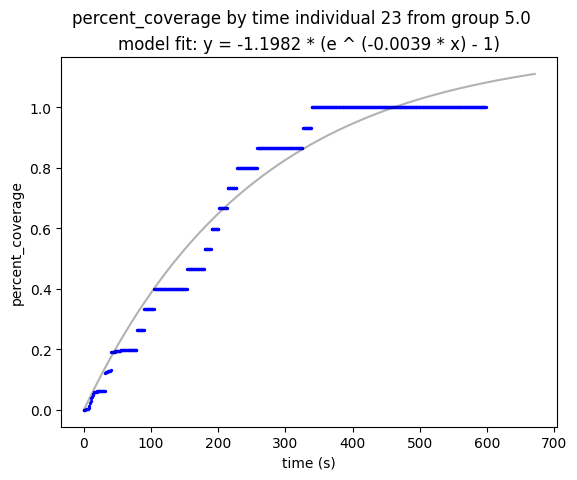 percent_coverage by time individual 23 from group 5.0
model fit: y = -1.1982 * (e ^ (-0.0039 * x) - 1)
1.0
0.8
0.6
0.4
0.2
0.0
percent_coverage
0 100 200 300 400 500 600 700
time (s)